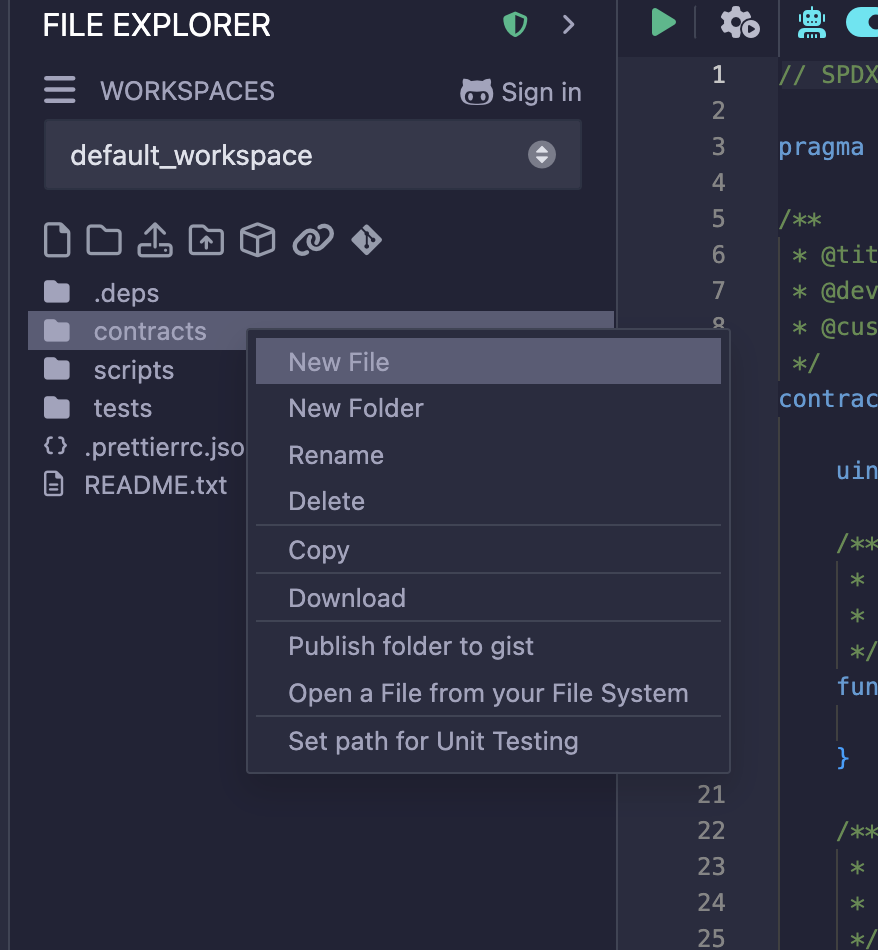 FILE EXPLORER
WORKSPACES
Sign in
default_workspace
.deps
contracts
scripts
tests
.prettierrc.jso
README.txt
New File
New Folder
Rename
Delete
Copy
Download
Publish folder to gist
Open a File from your File System
Set path for Unit Testing
1 // SPDX
2
3 pragma
4
5 /**
6 * @tit
7 * @dev
8 * @cus
*/
contrac
uin
/**
*
*
*/
fun
}
21
22 /**
23 *
24 *
25 */